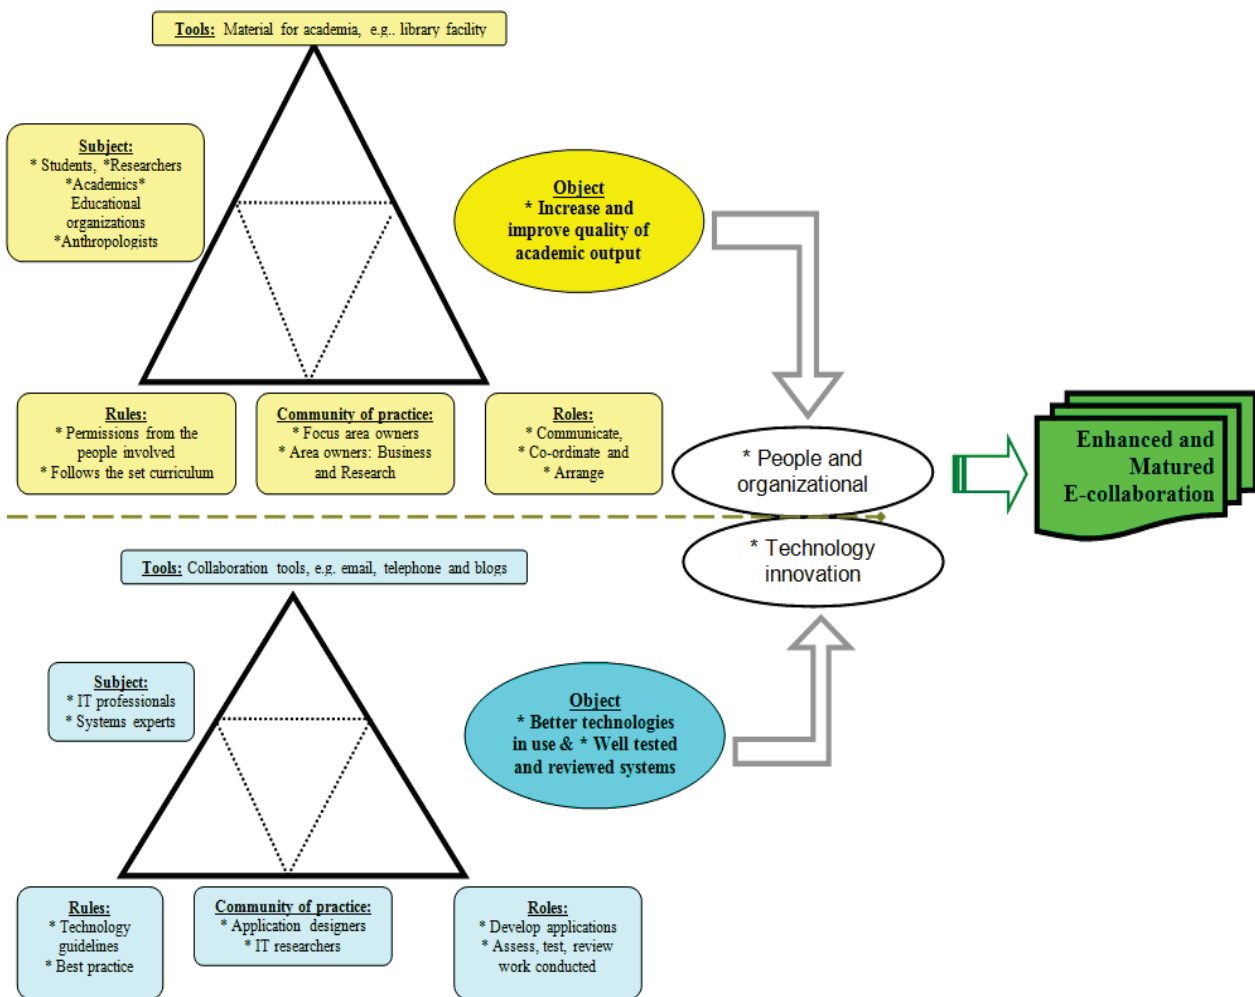 Tools: Material for academia, e.g.. library facility
Subject:
* Students, *Researchers
*Academics*
Educational
organizations
*Anthropologists
Object
* Increase and
improve quality of
academic output
Rules:
* Permissions from the
people involved
* Follows the set curriculum
Community of practice:
* Focus area owners
* Area owners: Business
and Research
Roles:
* Communicate,
* Co-ordinate and
* Arrange
* People and
organizational
Enhanced and
Matured
E-collaboration
* Technology
innovation
Tools: Collaboration tools, e.g. email, telephone and blogs
Subject:
* IT professionals
* Systems experts
Object
* Better technologies
in use & * Well tested
and reviewed systems
Rules:
* Technology
guidelines
* Best practice
Community of practice:
* Application designers
* IT researchers
Roles:
* Develop applications
* Assess, test, review
work conducted